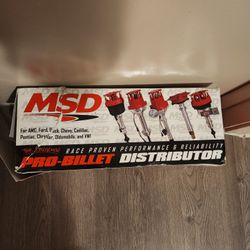 MSD
For AMC, Ford, Buick, Chevy, Cadillac,
Pontiac, Chrysler, Oldsmobile, and VW!
RACE PROVEN PERFORMANCE & RELIABILITY
PRO-BILLET DISTRIBUTOR